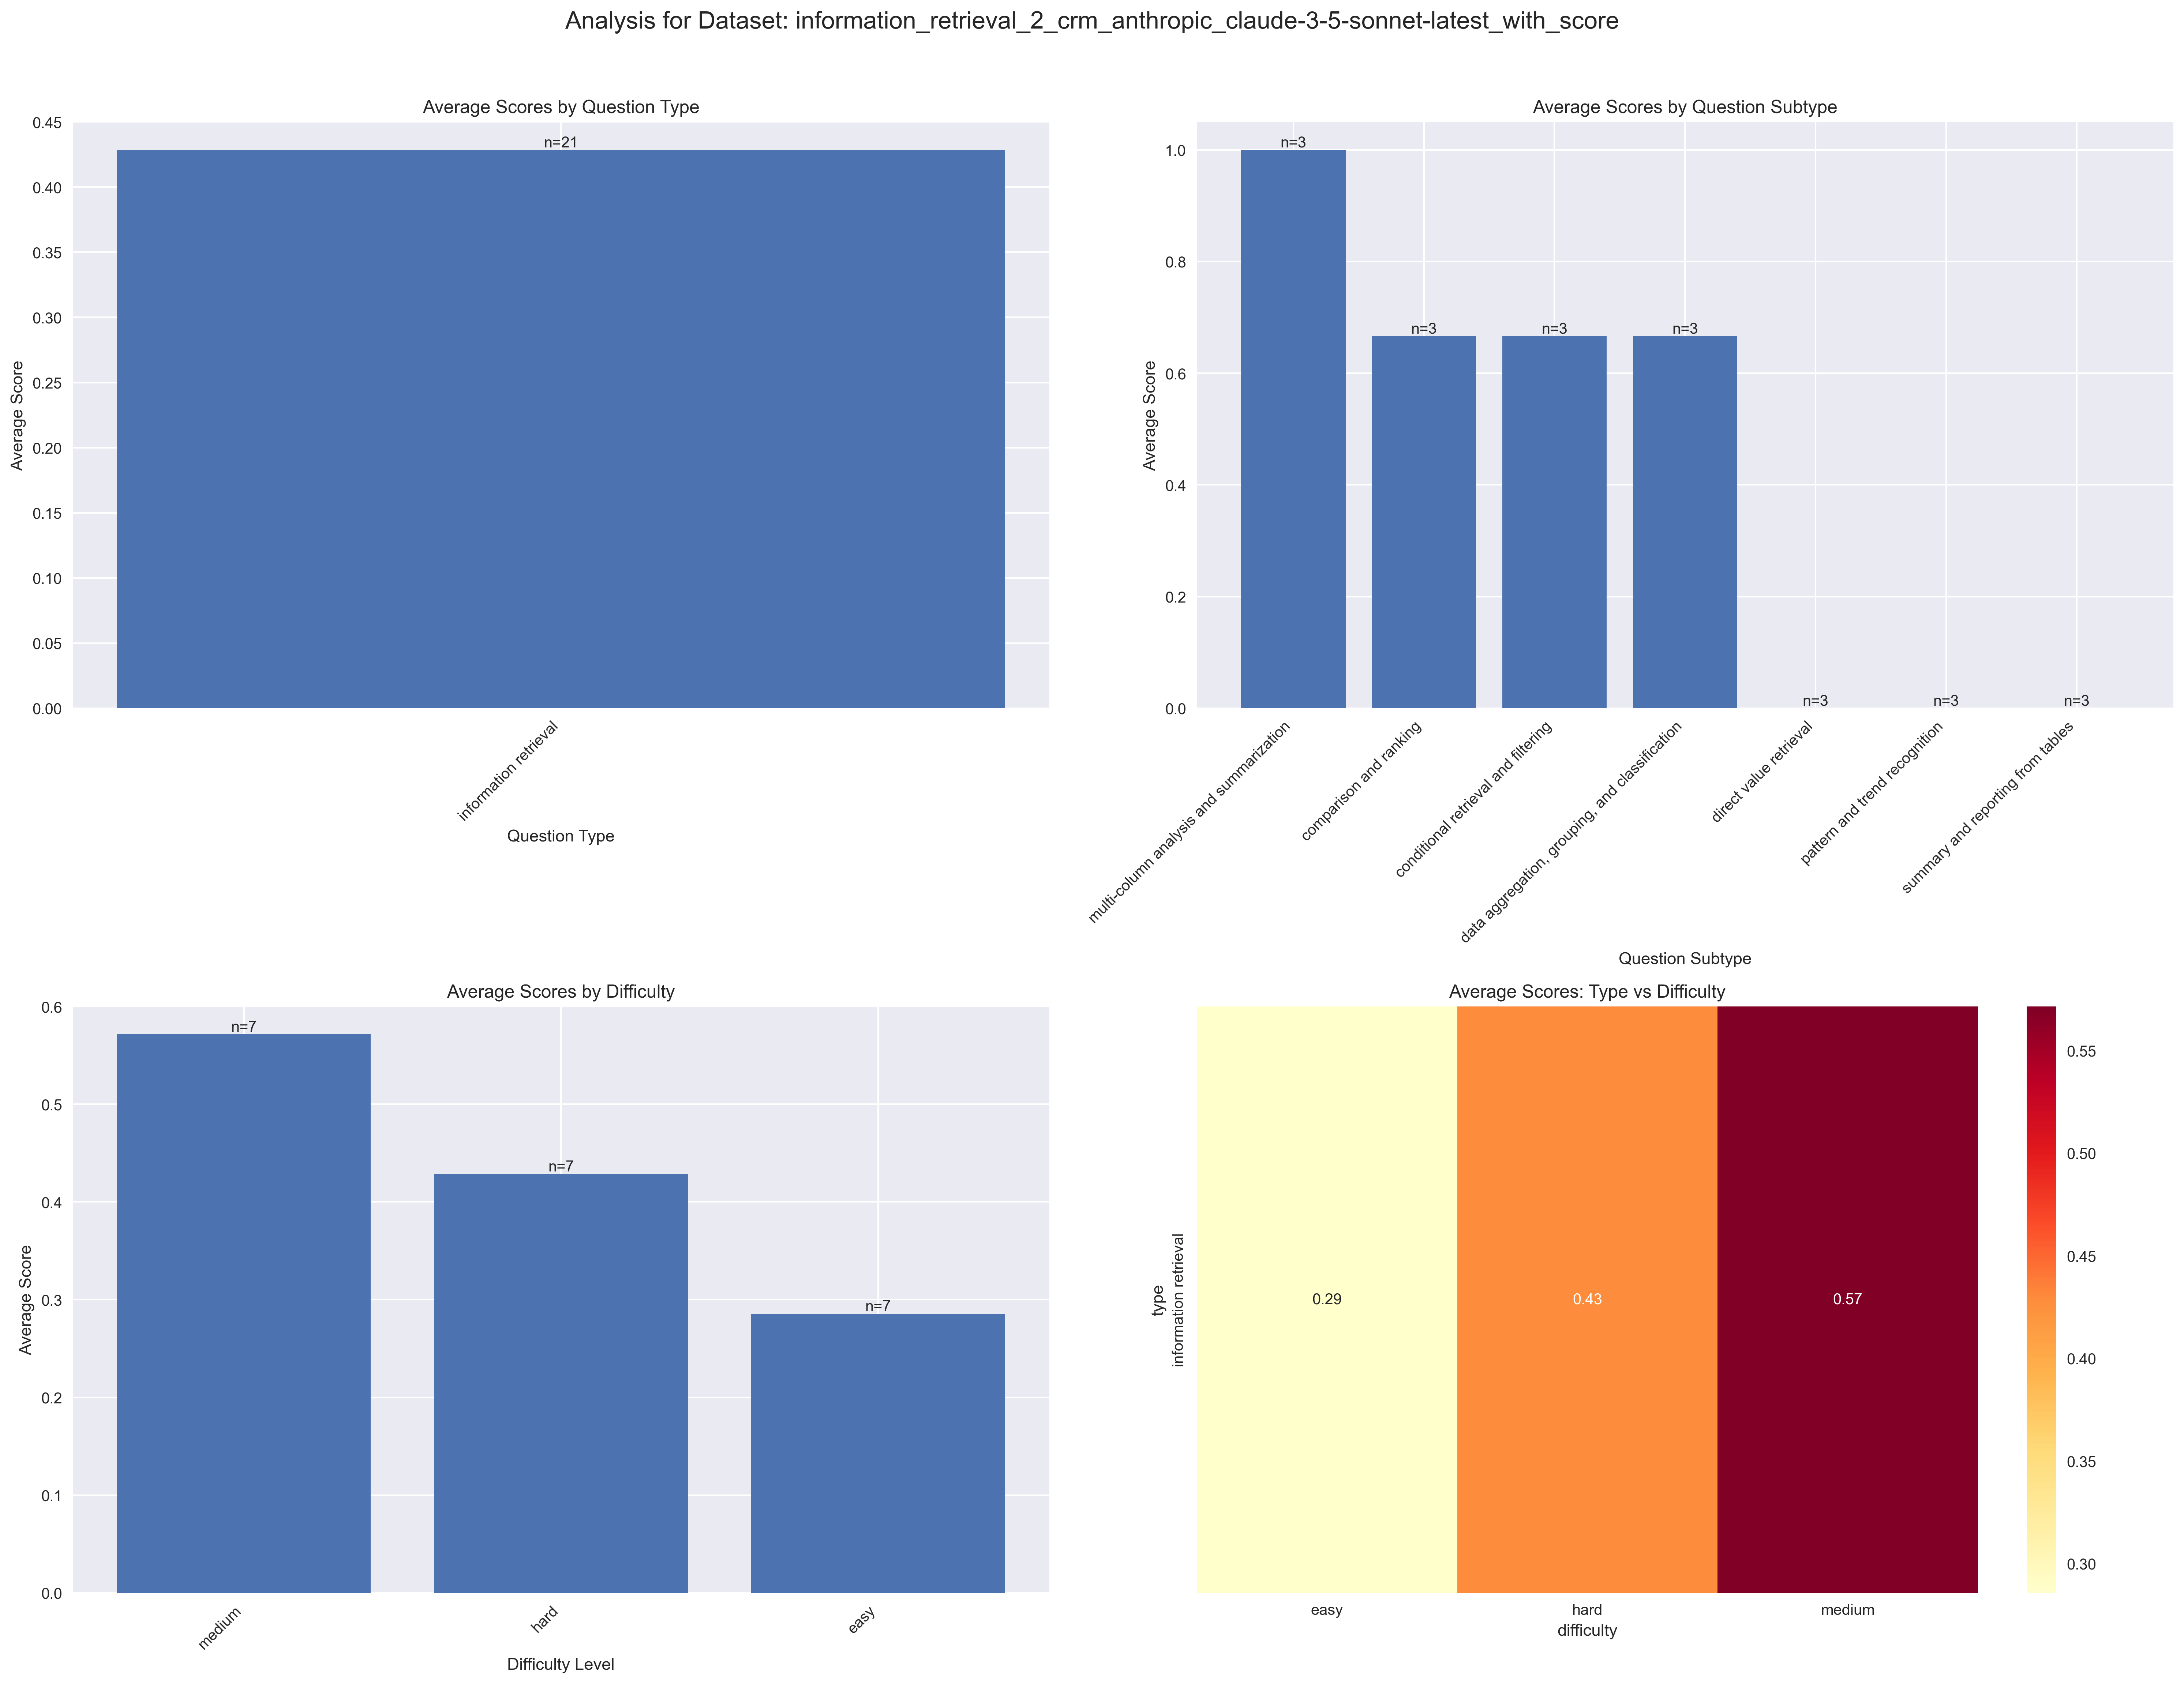 Analysis for Dataset: information_retrieval_2_crm_anthropic_claude-3-5-sonnet-latest_with_score
Average Scores by Question Type
Average Score
0.45
0.40
0.35
0.30
0.25
0.20
0.15
0.10
0.05
0.00
n=21
information retrieval
Question Type
Average Scores by Question Subtype
Average Score
1.0
0.8
0.6
0.4
0.2
0.0
n=3
n=3
n=3
n=3
n=3
n=3
n=3
multi-column analysis and summarization
comparison and ranking
conditional retrieval and filtering
data aggregation, grouping, and classification
direct value retrieval
pattern and trend recognition
summary and reporting from tables
Question Subtype
Average Scores by Difficulty
Average Score
0.6
0.5
0.4
0.3
0.2
0.1
0.0
n=7
n=7
n=7
medium
hard
easy
Difficulty Level
Average Scores: Type vs Difficulty
type
information retrieval
0.29
0.43
0.57
easy
hard
medium
difficulty
0.55
0.50
0.45
0.40
0.35
0.30